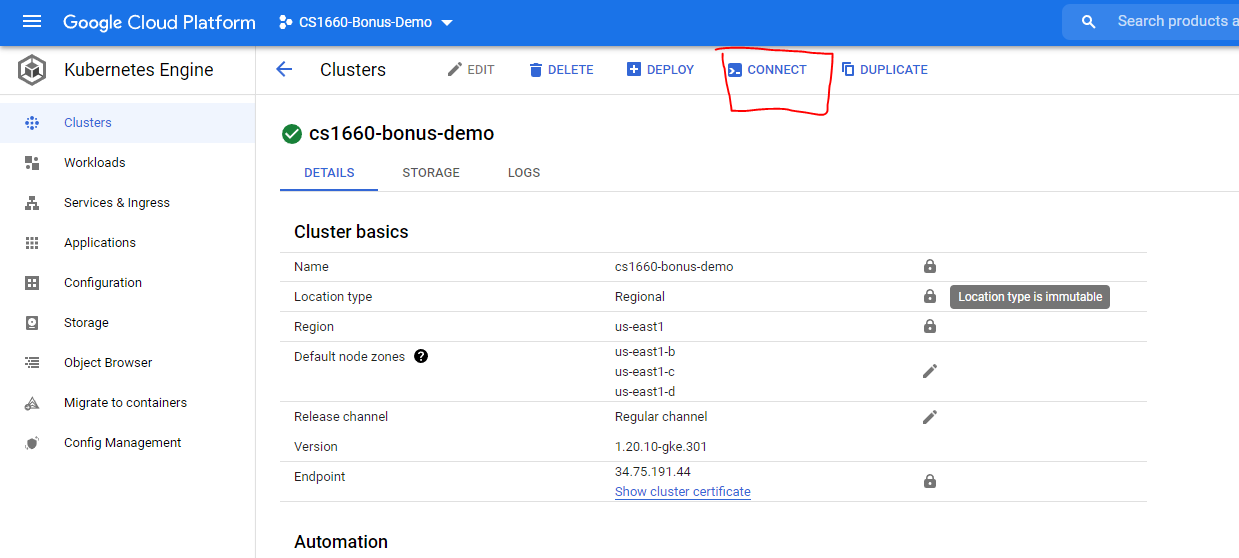 Google Cloud Platform CS1660-Bonus-Demo Search products a
Kubernetes Engine Clusters EDIT DELETE DEPLOY CONNECT DUPLICATE
Clusters
Workloads
Services & Ingress
Applications
Configuration
Storage
Object Browser
Migrate to containers
Config Management
cs1660-bonus-demo
DETAILS STORAGE LOGS
Cluster basics
Name cs1660-bonus-demo
Location type Regional Location type is immutable
Region us-east1
Default node zones ? us-east1-b
us-east1-c
us-east1-d
Release channel Regular channel
Version 1.20.10-gke.301
Endpoint 34.75.191.44
Show cluster certificate
Automation